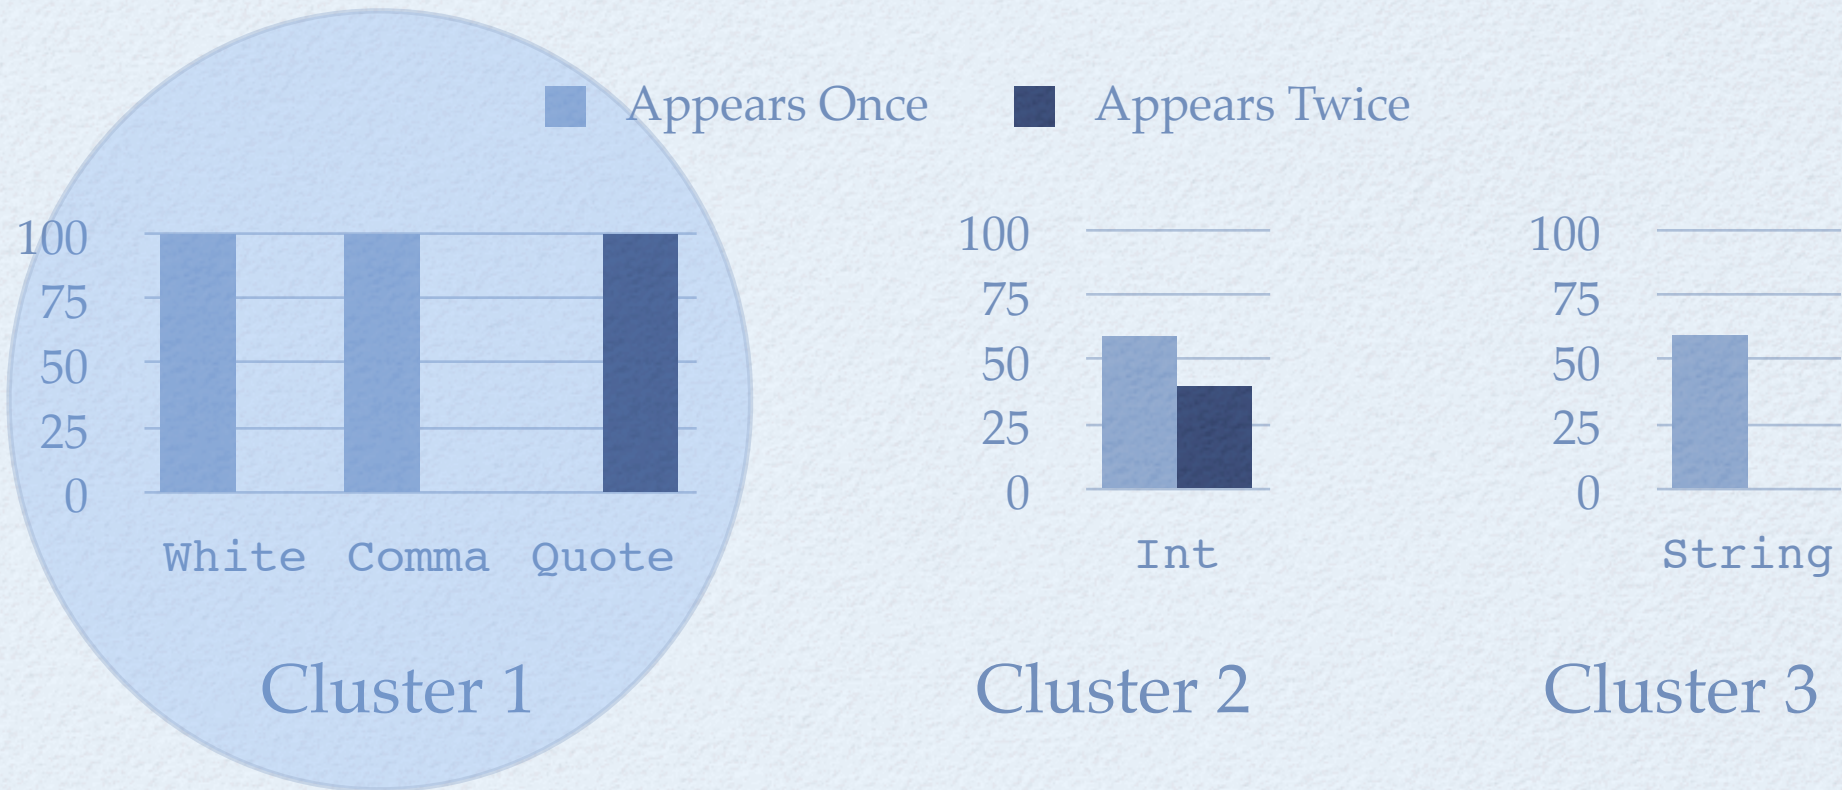 Appears Once Appears Twice
100 100 100
75 75 75
50 50 50
25 25 25
0 0 0
White Comma Quote Int String
Cluster 1 Cluster 2 Cluster 3